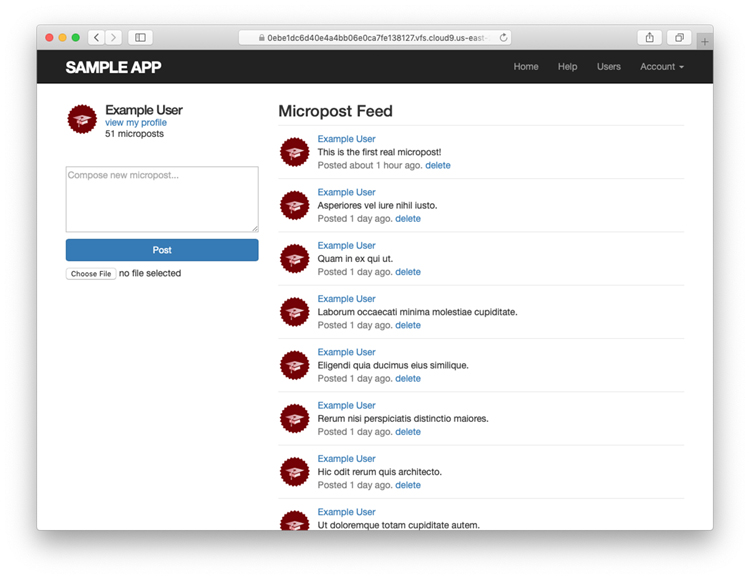 0ebe1dc6d40e4a4bb06e0ca7fe138127.vfs.cloud9.us-east-
SAMPLE APP
Home Help Users Account
Example User
view my profile
51 microposts
Compose new micropost...
Post
Choose File no file selected
Micropost Feed
Example User
This is the first real micropost!
Posted about 1 hour ago. delete
Example User
Asperiores vel iure nihil iusto.
Posted 1 day ago. delete
Example User
Quam in ex qui ut.
Posted 1 day ago. delete
Example User
Laborum occaecati minima molestiae cupiditate.
Posted 1 day ago. delete
Example User
Eligendi quia ducimus eius similique.
Posted 1 day ago. delete
Example User
Rerum nisi perspiciatis distinctio maiores.
Posted 1 day ago. delete
Example User
Hic odit rerum quis architecto.
Posted 1 day ago. delete
Example User
Ut doloremque totam cupiditate autem.